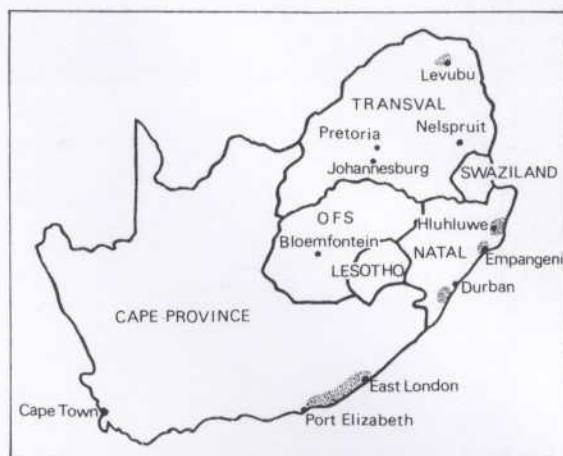 Levubu
TRANSVAL
Pretoria
Nelspruit
Johannesburg
SWAZILAND
OFS
Hluhluwe
Bloemfontein
NATAL
Empangeni
LESOTHO
Durban
CAPE PROVINCE
East London
Cape Town
Port Elizabeth